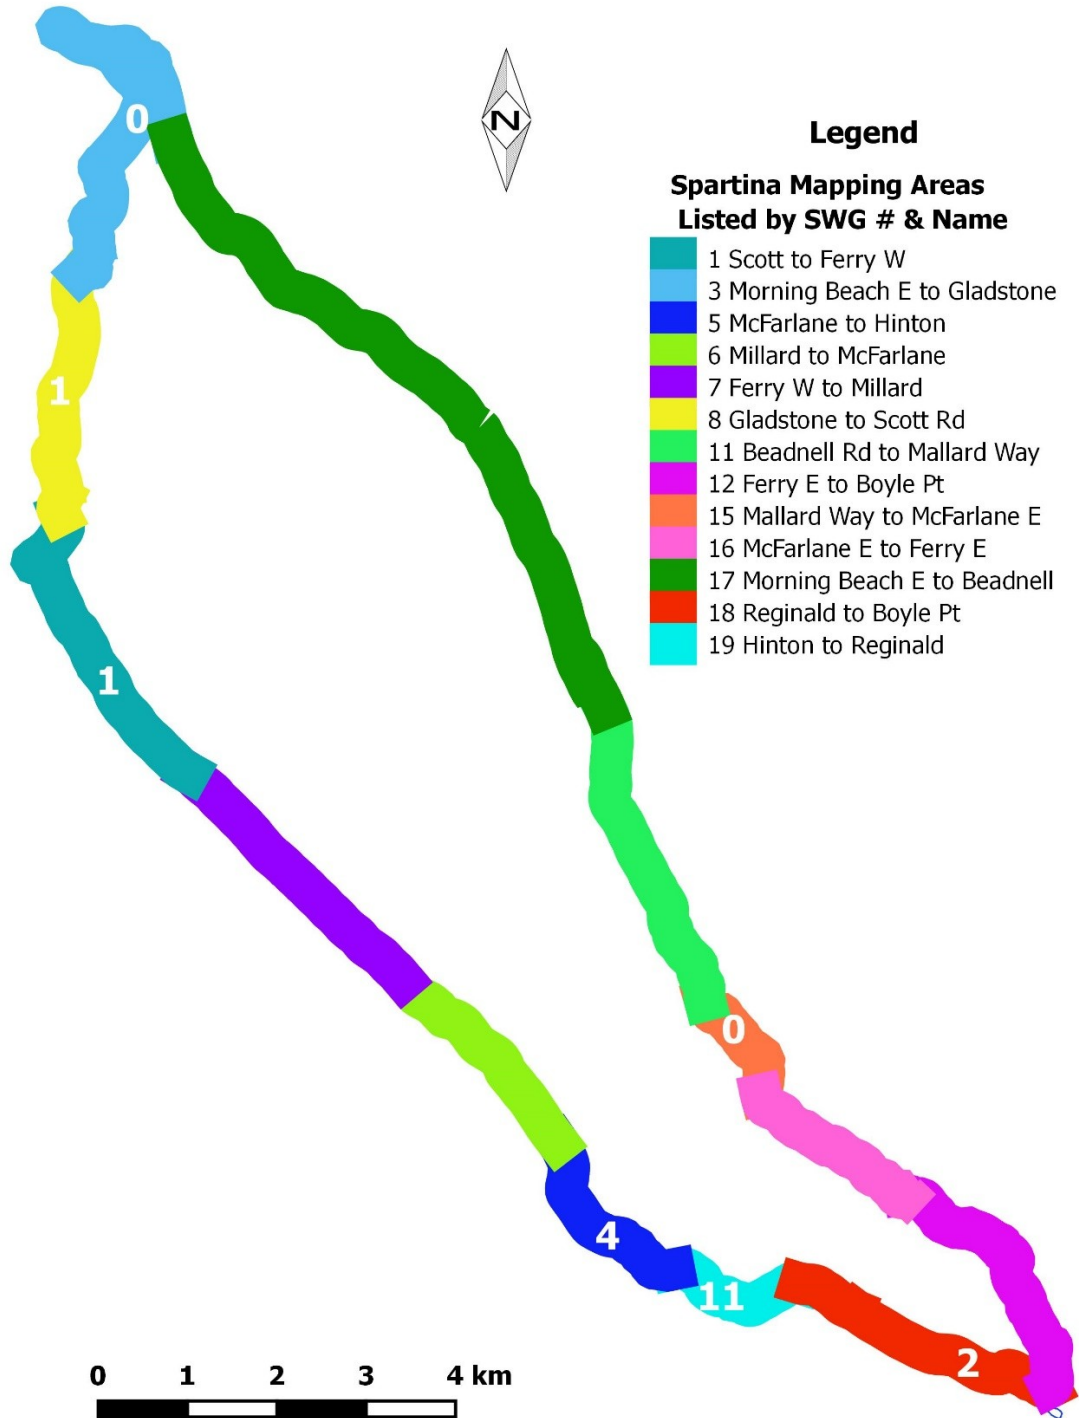 0
N
Legend
Spartina Mapping Areas
Listed by SWG # & Name
1 Scott to Ferry W
3 Morning Beach E to Gladstone
5 McFarlane to Hinton
6 Millard to McFarlane
7 Ferry W to Millard
8 Gladstone to Scott Rd
11 Beadnell Rd to Mallard Way
12 Ferry E to Boyle Pt
15 Mallard Way to McFarlane E
16 McFarlane E to Ferry E
17 Morning Beach E to Beadnell
18 Reginald to Boyle Pt
19 Hinton to Reginald
1
1
0
4
11
2
0 1 2 3 4 km